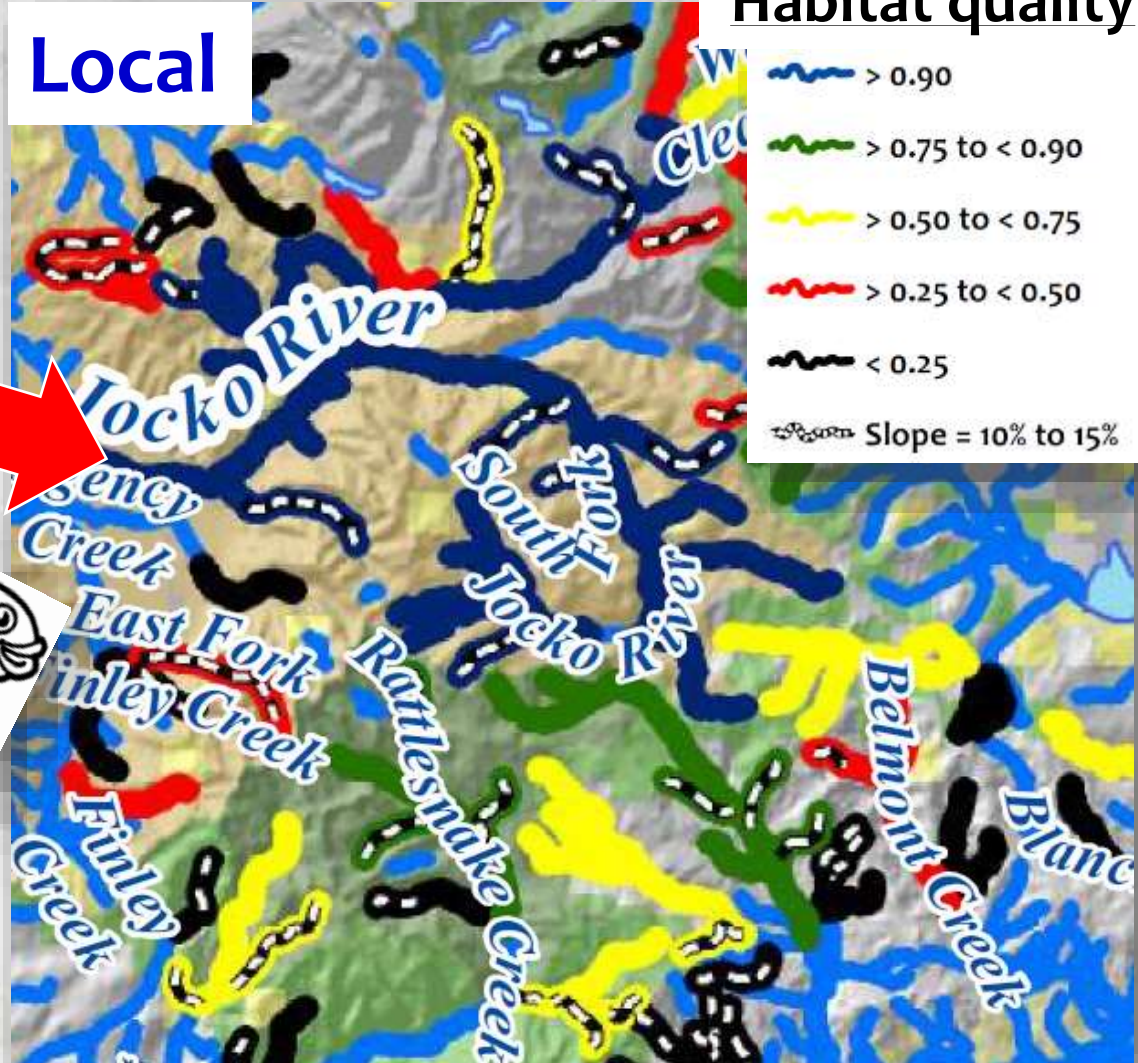 Habitat quality
Local
> 0.90
> 0.75 to < 0.90
> 0.50 to < 0.75
> 0.25 to < 0.50
< 0.25
Slope = 10% to 15%
Jocko River
Creek
South Fork
Jocko River
East Fork
Finley Creek
Rattlesnake Creek
Belmont Creek
Finley
Creek